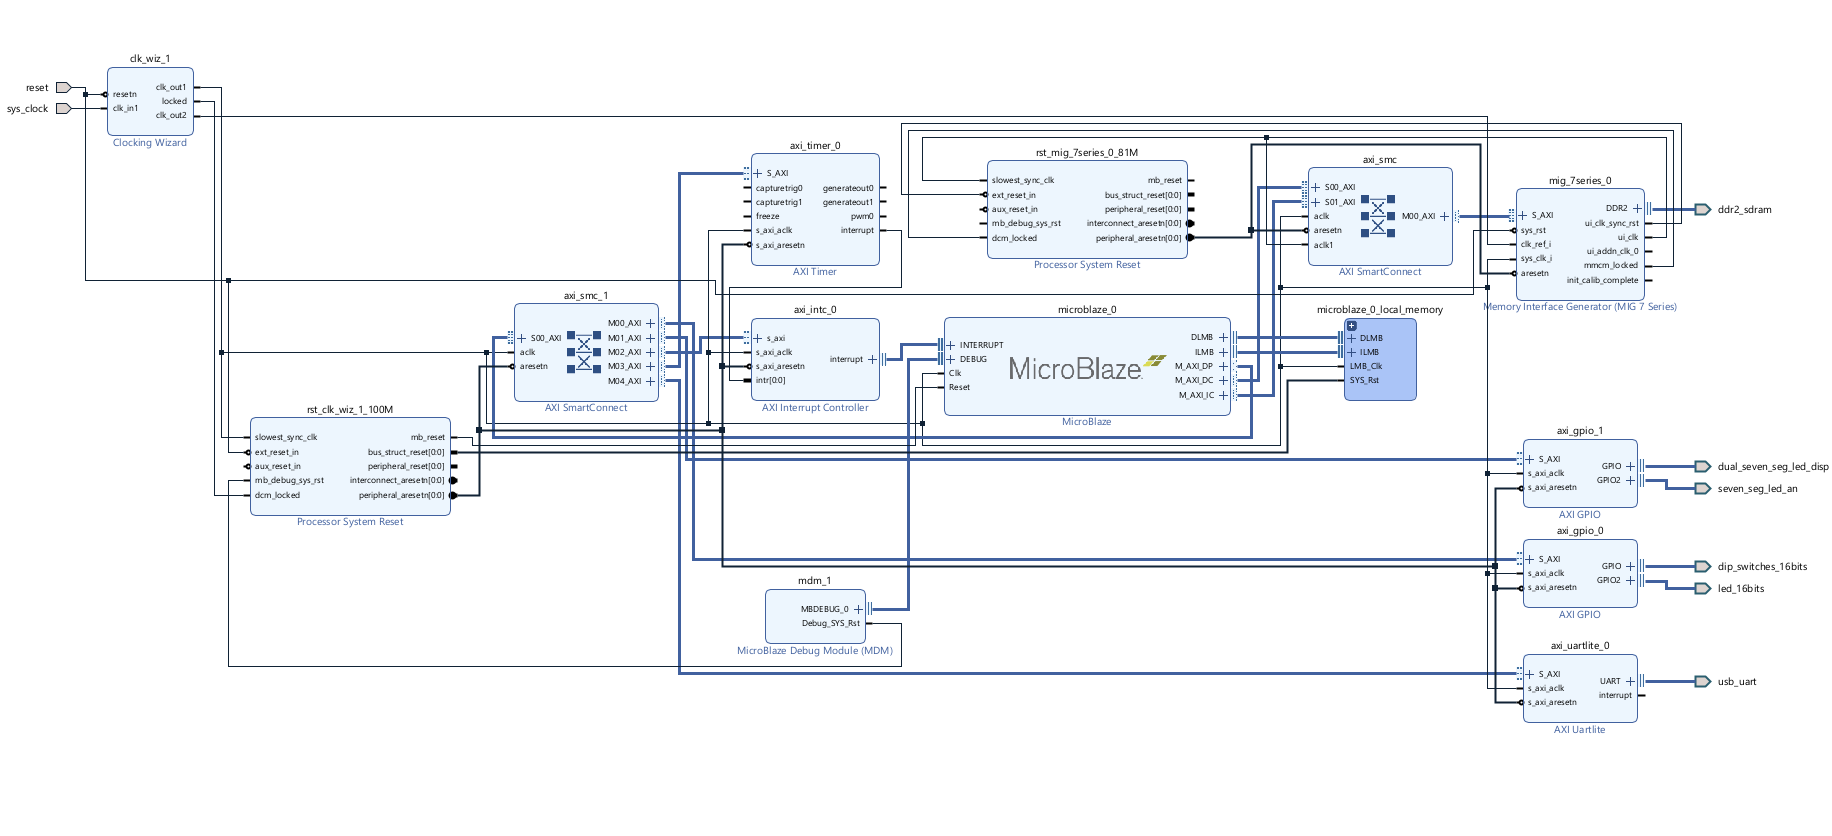 clk_wiz_1
reset
sys_clock
resetn
clk_in1
clk_out1
locked
clk_out2
Clocking Wizard
axi_timer_0
S_AXI
capturetrig0
capturetrig1
freeze
s_axi_aclk
s_axi_aresetn
generateout0
generateout1
pwm0
interrupt
AXI Timer
rst_mig_7series_0_81M
slowest_sync_clk
ext_reset_in
aux_reset_in
mb_debug_sys_rst
dcm_locked
mb_reset
bus_struct_reset[0:0]
peripheral_reset[0:0]
interconnect_aresetn[0:0]
peripheral_aresetn[0:0]
Processor System Reset
axi_smc
S00_AXI
S01_AXI
aclk
aresetn
aclk1
M00_AXI
AXI SmartConnect
mig_7series_0
S_AXI
sys_rst
clk_ref_i
sys_clk_i
aresetn
DDR2
ui_clk_sync_rst
ui_clk
ui_addn_clk_0
mmcm_locked
init_calib_complete
Memory Interface Generator (MIG 7 Series)
ddr2_sdram
axi_smc_1
S00_AXI
aclk
aresetn
M00_AXI
M01_AXI
M02_AXI
M03_AXI
M04_AXI
AXI SmartConnect
axi_intc_0
s_axi
s_axi_aclk
s_axi_aresetn
intr[0:0]
interrupt
AXI Interrupt Controller
microblaze_0
INTERRUPT
DEBUG
Clk
Reset
MicroBlaze
DLMB
ILMB
M_AXI_DP
M_AXI_DC
M_AXI_IC
MicroBlaze
microblaze_0_local_memory
DLMB
ILMB
LMB_Clk
SYS_Rst
rst_clk_wiz_1_100M
slowest_sync_clk
ext_reset_in
aux_reset_in
mb_debug_sys_rst
dcm_locked
mb_reset
bus_struct_reset[0:0]
peripheral_reset[0:0]
interconnect_aresetn[0:0]
peripheral_aresetn[0:0]
Processor System Reset
axi_gpio_1
S_AXI
s_axi_aclk
s_axi_aresetn
GPIO
GPIO2
AXI GPIO
dual_seven_seg_led_disp
seven_seg_led_an
axi_gpio_0
S_AXI
s_axi_aclk
s_axi_aresetn
GPIO
GPIO2
AXI GPIO
dip_switches_16bits
led_16bits
mdm_1
MBDEBUG_0
Debug_SYS_Rst
MicroBlaze Debug Module (MDM)
axi_uartlite_0
S_AXI
s_axi_aclk
s_axi_aresetn
UART
interrupt
AXI Uartlite
usb_uart